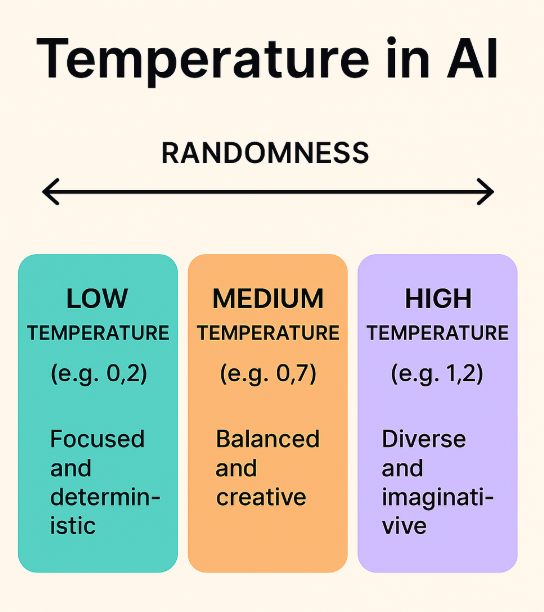 Temperature in AI
RANDOMNESS
LOW
TEMPERATURE
(e.g. 0,2)
Focused
and
determin-
istic
MEDIUM
TEMPERATURE
(e.g. 0,7)
Balanced
and
creative
HIGH
TEMPERATURE
(e.g. 1,2)
Diverse
and
imaginati-
vive